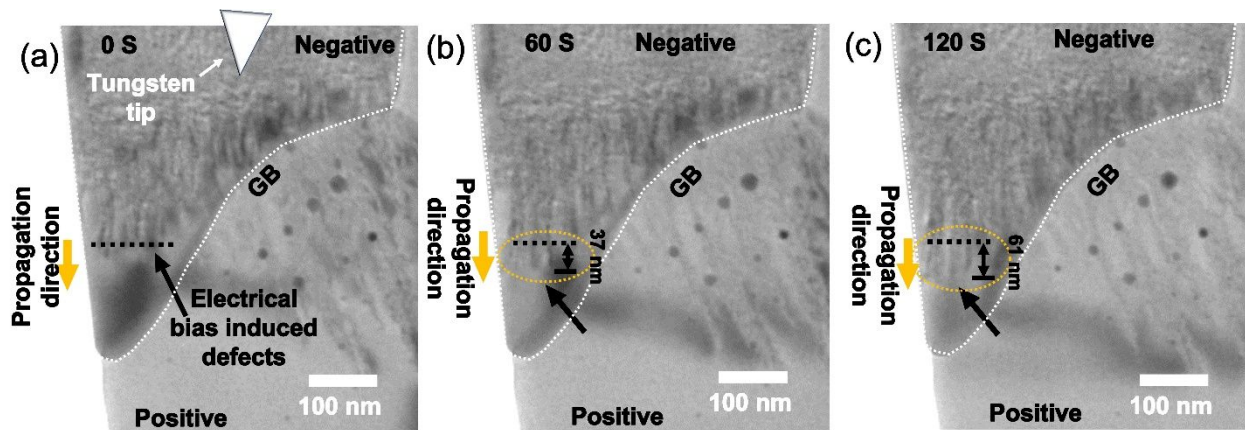 (a)
0 S
Negative
Tungsten
tip
GB
Propagation
direction
Electrical
bias induced
defects
100 nm
Positive
(b)
60 S
Negative
GB
Propagation
direction
37 nm
100 nm
Positive
(c)
120 S
Negative
GB
Propagation
direction
61 nm
100 nm
Positive